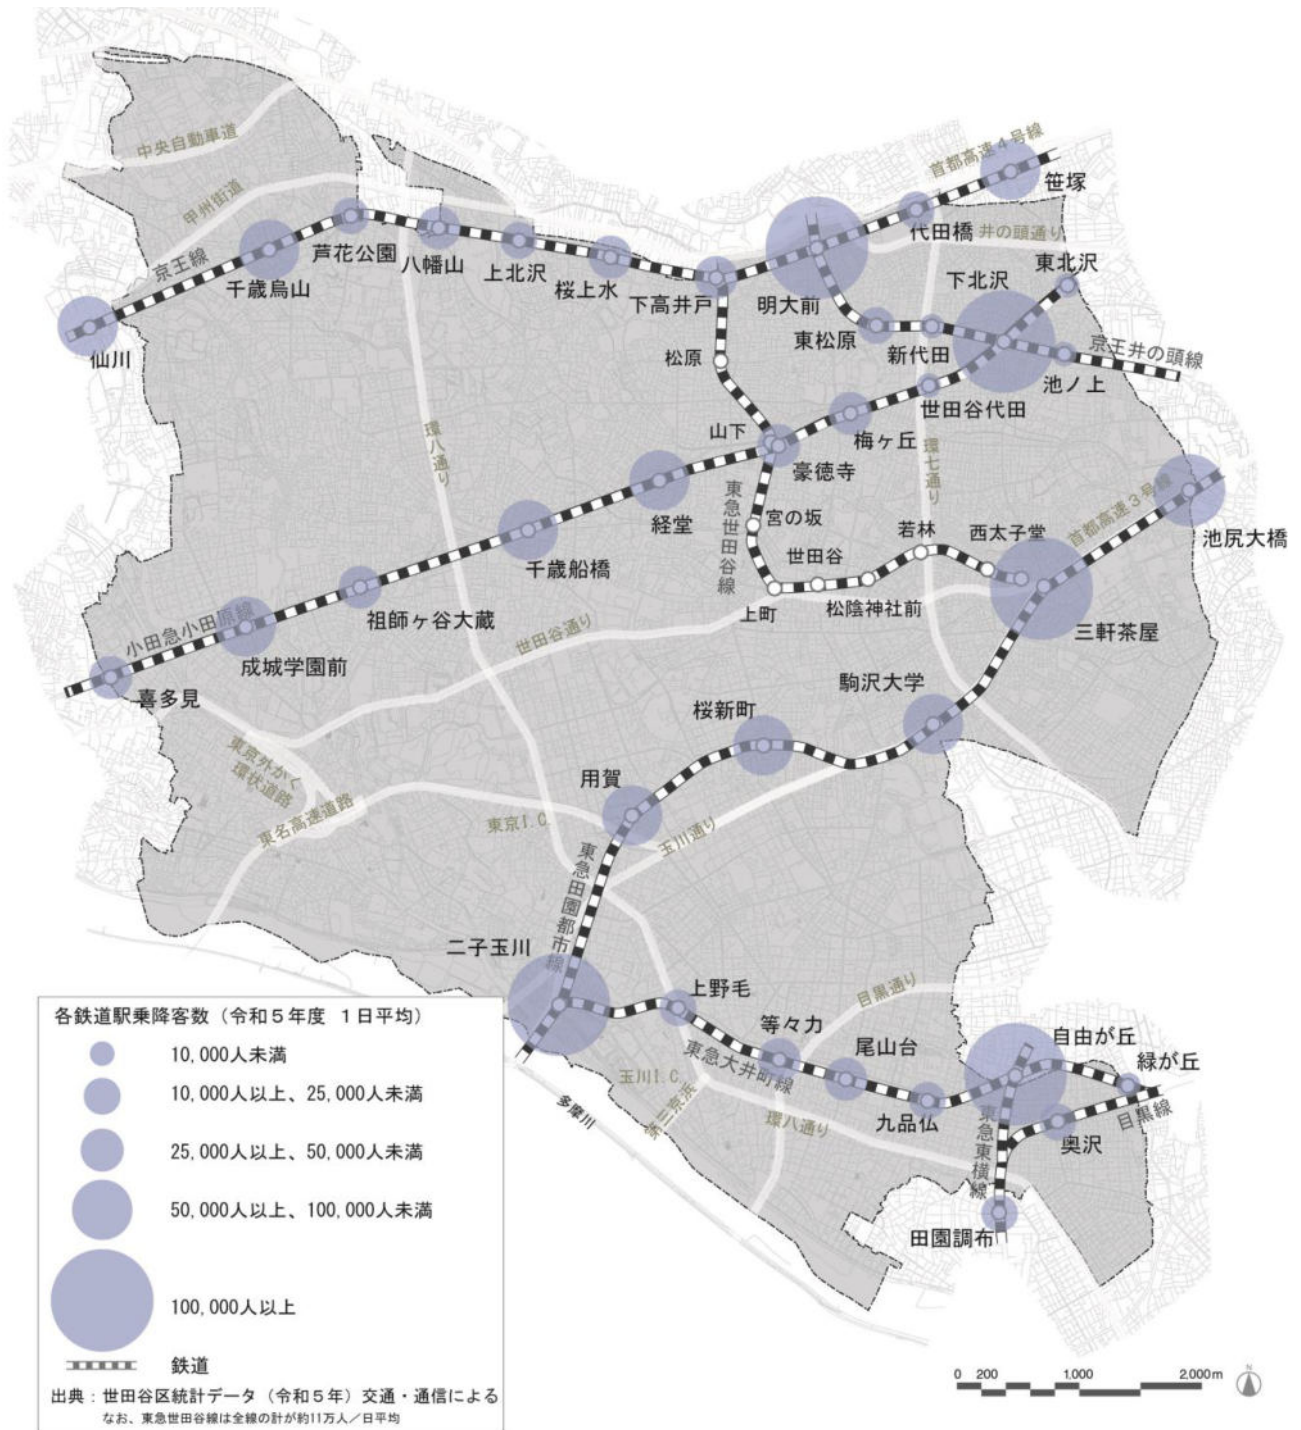 中央自動車道
甲州街道
京王線
首都高速4号線
井の頭通り
笹塚
代田橋
芦花公園
八幡山
上北沢
桜上水
千歳烏山
下高井戸
明大前
下北沢
東北沢
仙川
松原
東松原
新代田
池ノ上
京王井の頭線
世田谷代田
梅ヶ丘
山下
豪徳寺
環八通り
環七通り
経堂
東急世田谷線
宮の坂
世田谷
若林
西太子堂
首都高速3号線
池尻大橋
千歳船橋
祖師ヶ谷大蔵
上町
松陰神社前
三軒茶屋
小田急小田原線
成城学園前
喜多見
世田谷通り
駒沢大学
桜新町
用賀
東京外かく
環状道路
東名高速道路
東京I.C.
玉川通り
東急田園都市線
二子玉川
上野毛
目黒通り
等々力
尾山台
自由が丘
緑が丘
東急大井町線
玉川I.C.
第三京浜
環八通り
九品仏
東急東横線
奥沢
目黒線
多摩川
田園調布
各鉄道駅乗降客数（令和5年度 1日平均）
10,000人未満
10,000人以上、25,000人未満
25,000人以上、50,000人未満
50,000人以上、100,000人未満
100,000人以上
鉄道
出典：世田谷区統計データ（令和5年）交通・通信による
なお、東急世田谷線は全線の計が約11万人／日平均
0 200 1,000 2,000m
N